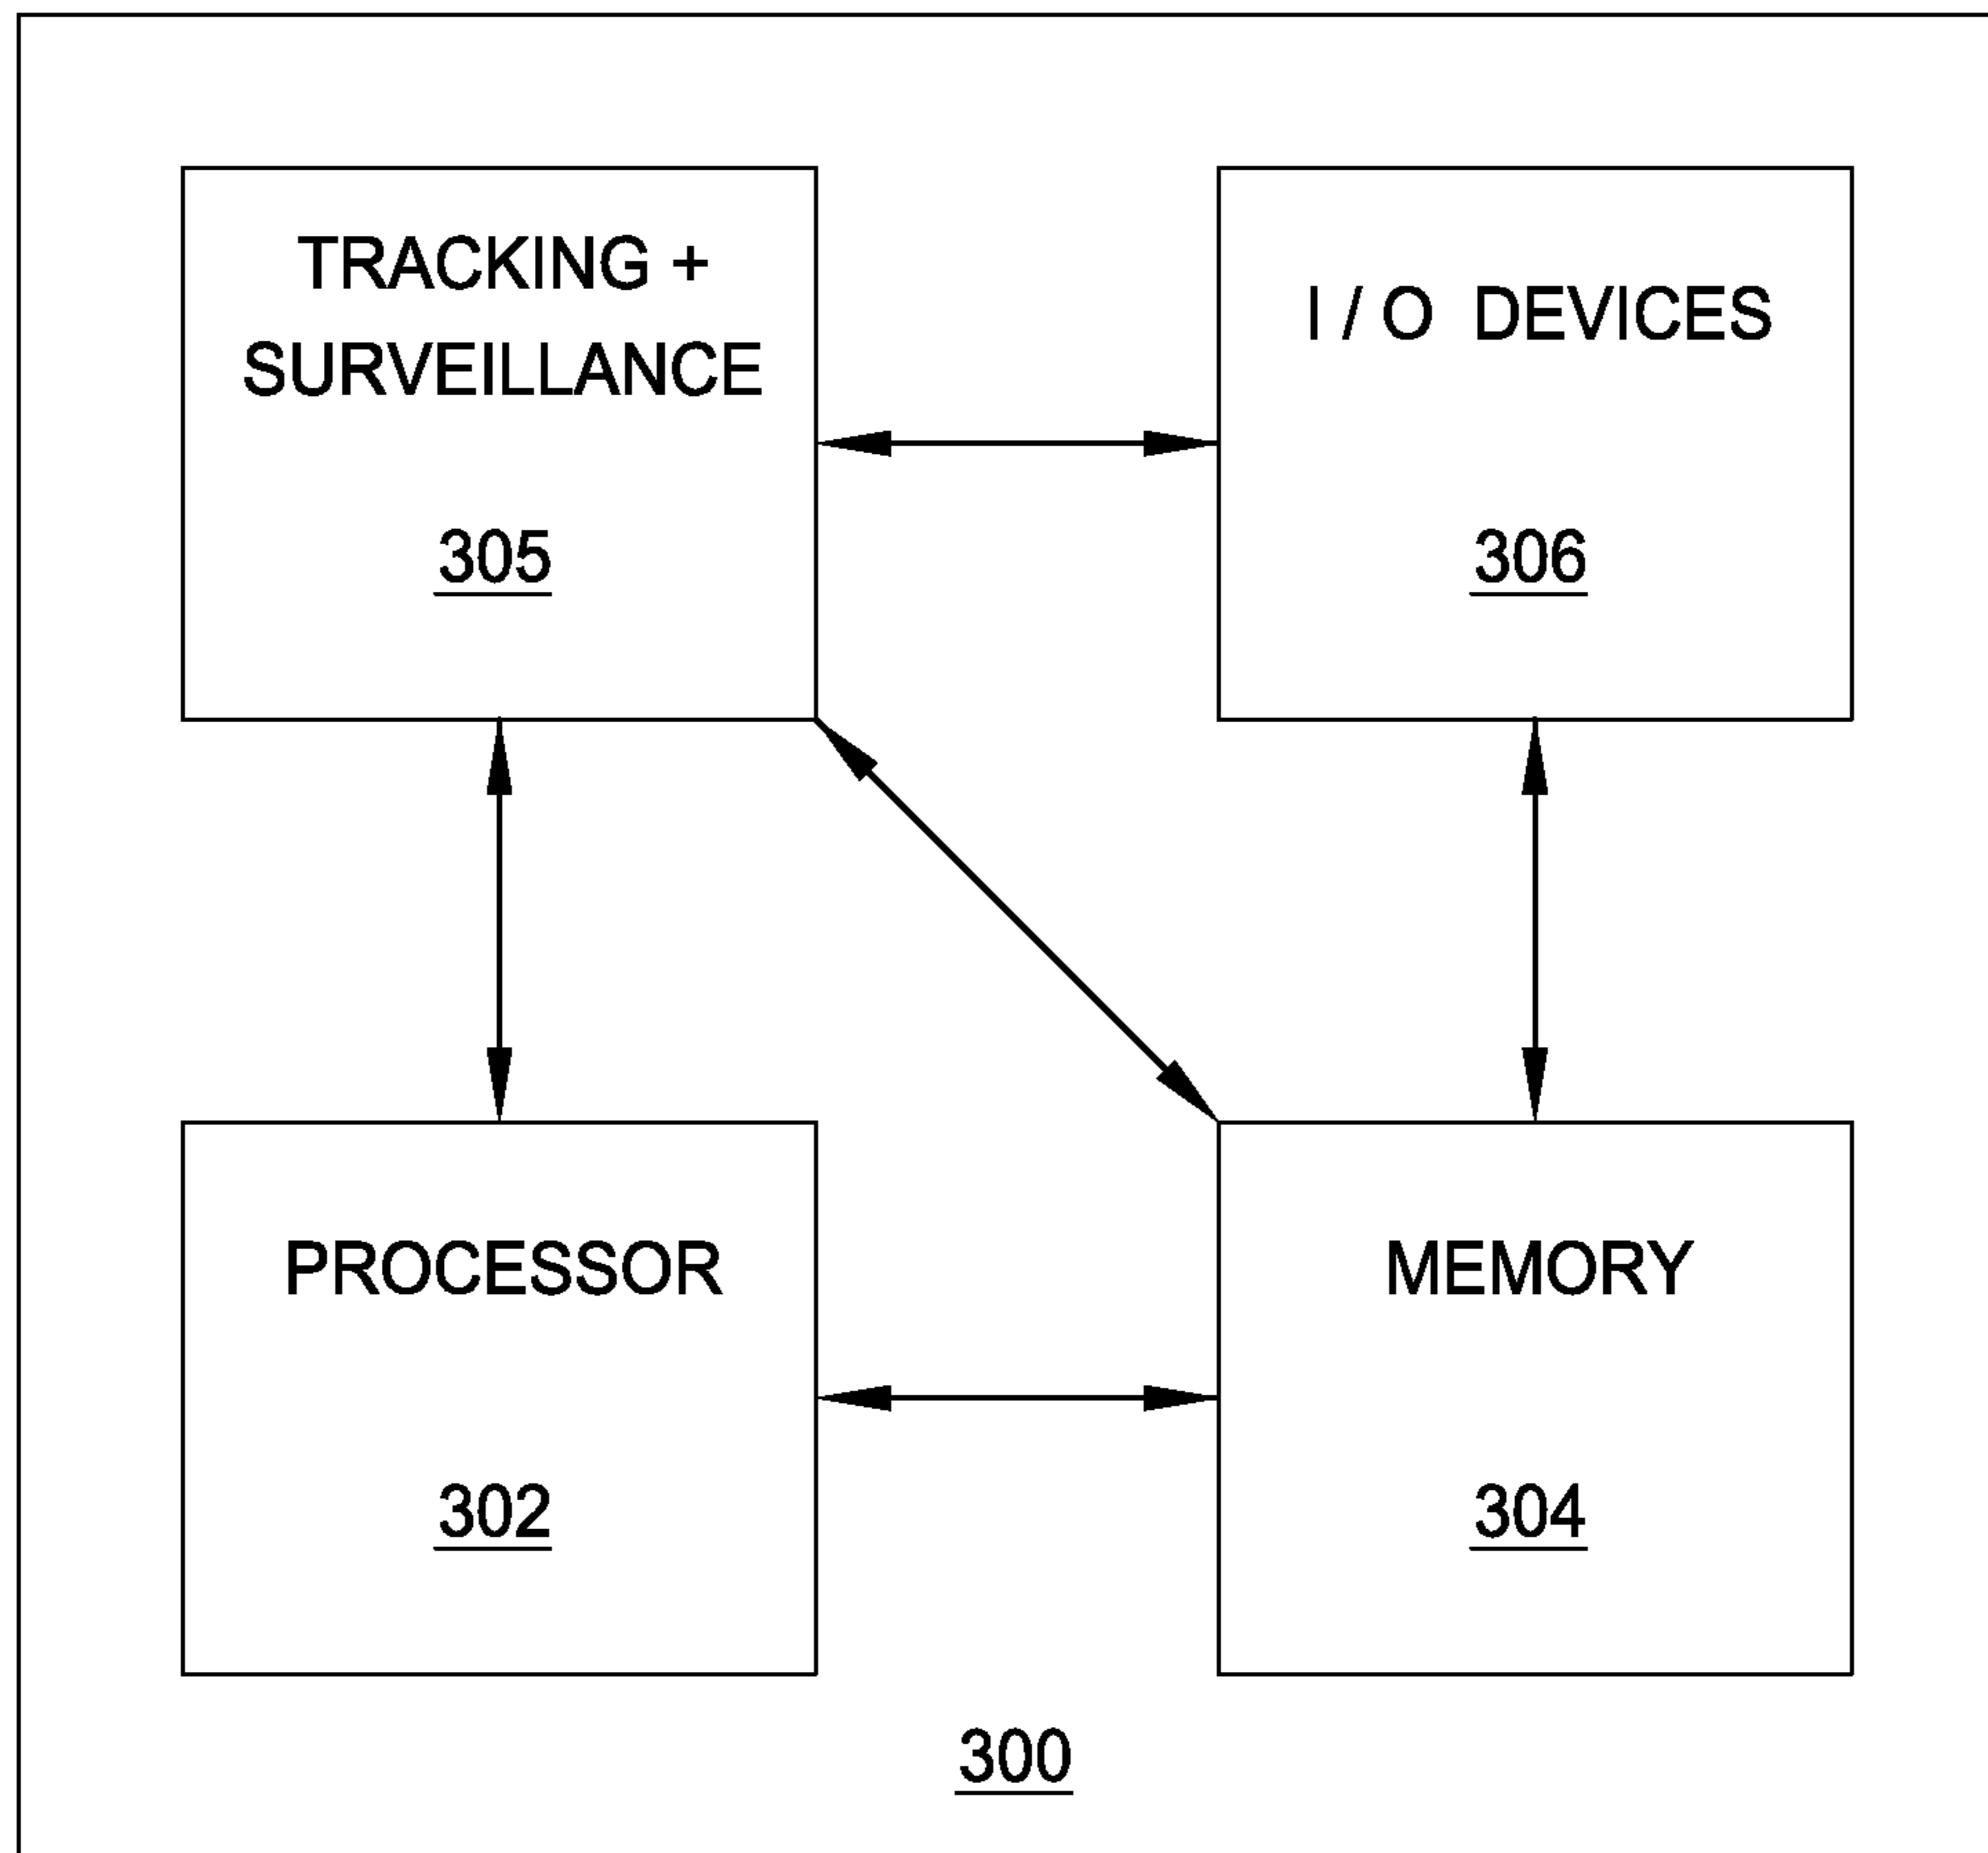 TRACKING +
SURVEILLANCE
305
I / O DEVICES
306
PROCESSOR
302
MEMORY
304
300